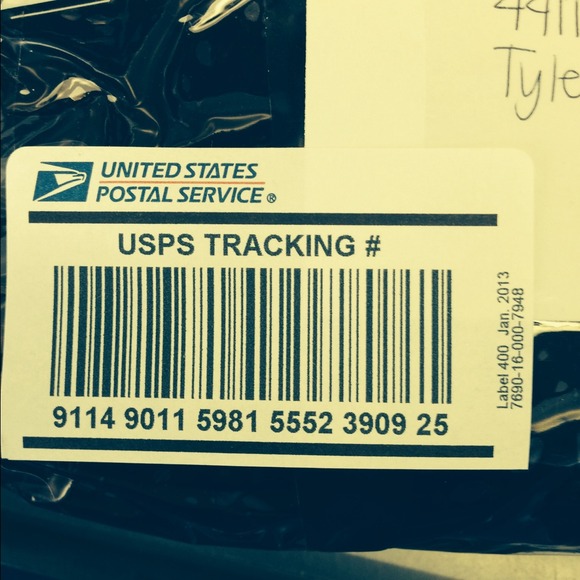 UNITED STATES
POSTAL SERVICE®
USPS TRACKING #
9114 9011 5981 5552 3909 25
Label 400 Jan. 2013
7690-16-000-7948